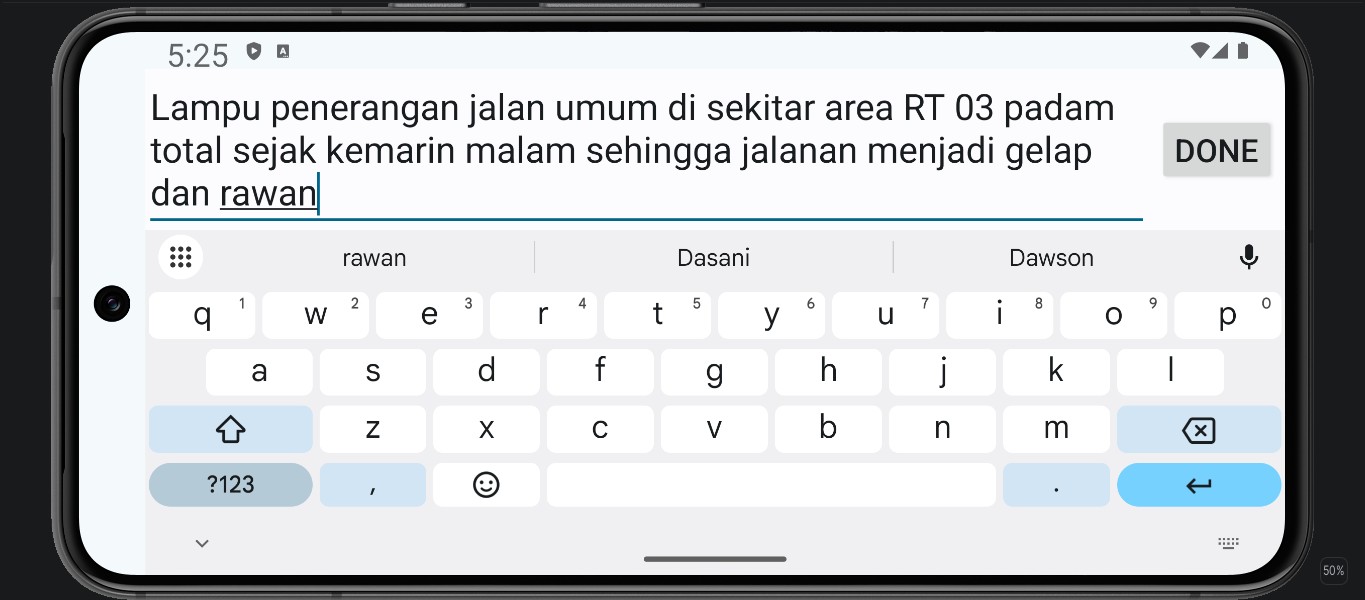 5:25
Lampu penerangan jalan umum di sekitar area RT 03 padam
total sejak kemarin malam sehingga jalanan menjadi gelap
dan rawan
DONE
rawan Dasani Dawson
q 1 w 2 e 3 r 4 t 5 y 6 u 7 i 8 o 9 p 0
a s d f g h j k l
z x c v b n m
?123 , .
50%